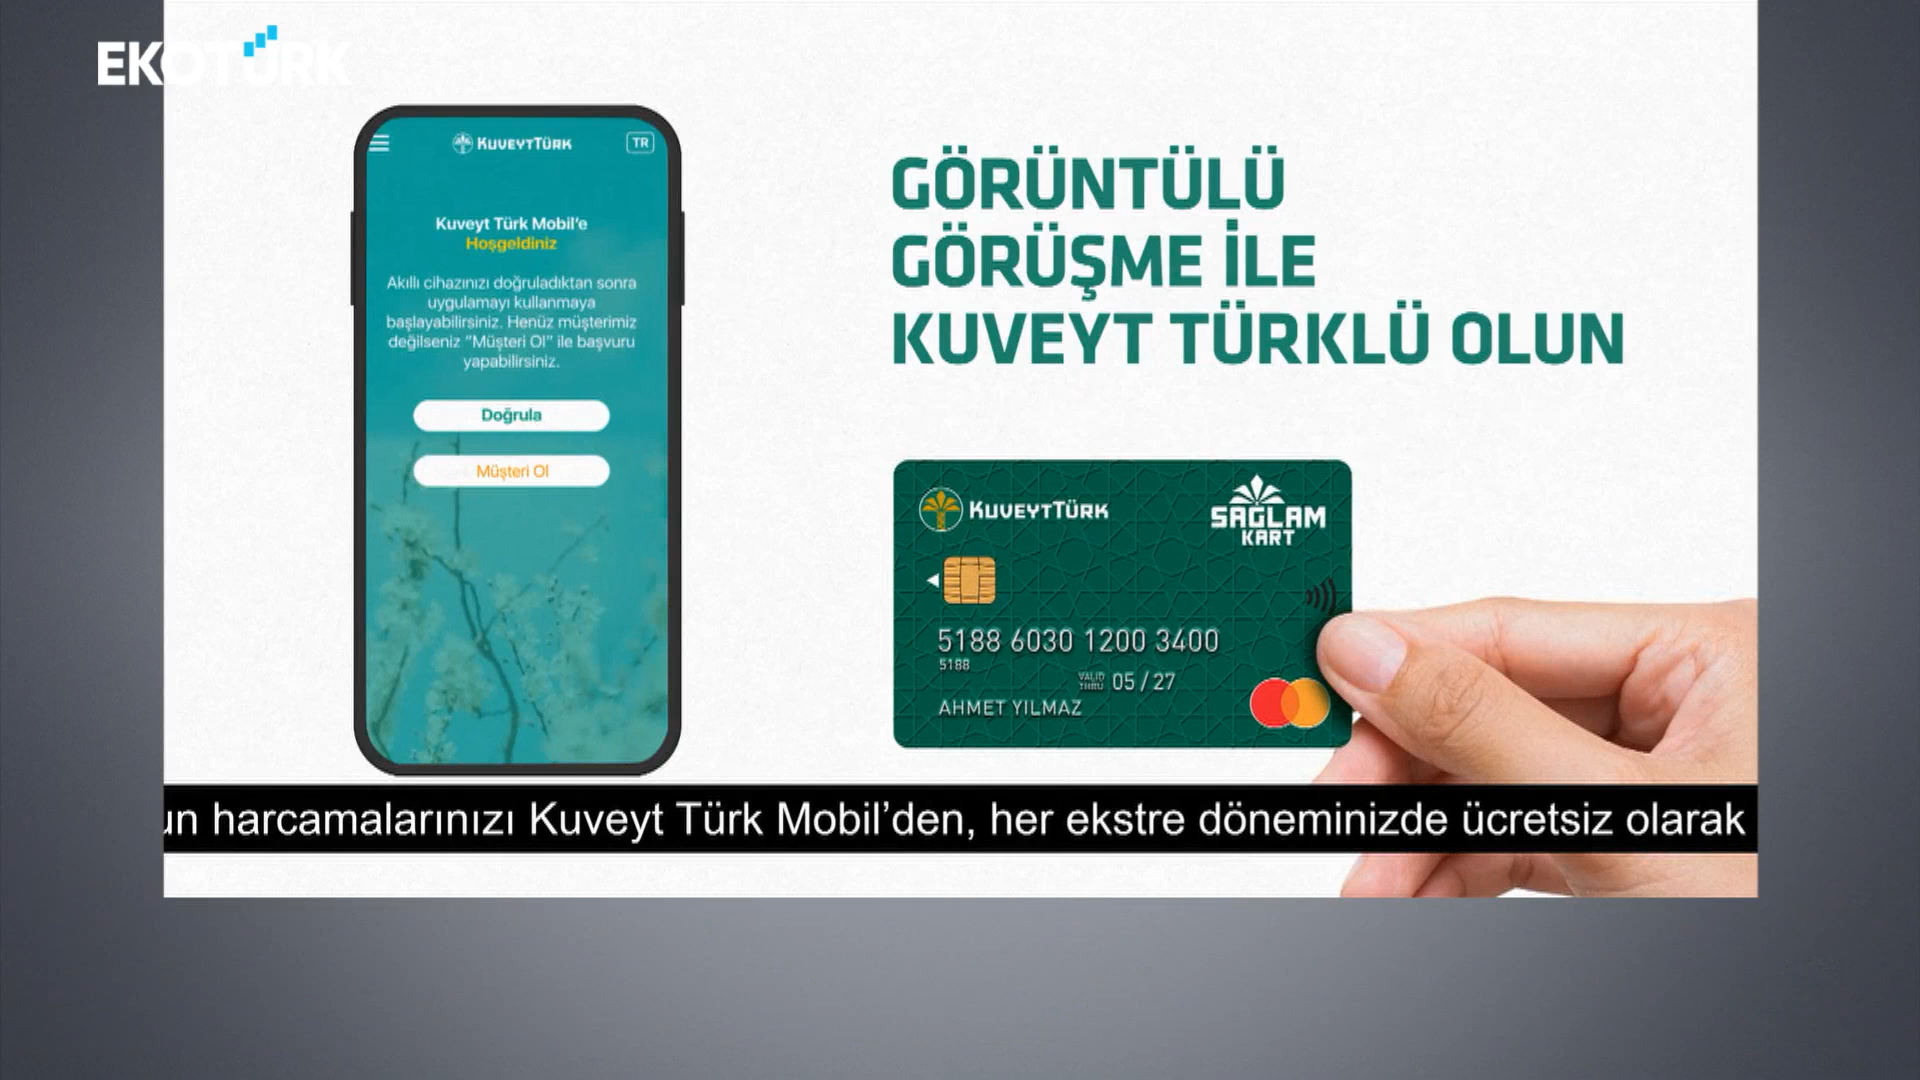 EKOTÜRK
KUVEYTTÜRK
TR
Kuveyt Türk Mobil’e
Hoşgeldiniz
Akıllı cihazınızı doğruladıktan sonra
uygulamayı kullanmaya
başlayabilirsiniz. Henüz müşterimiz
değilseniz “Müşteri Ol” ile başvuru
yapabilirsiniz.
Doğrula
Müşteri Ol
GÖRÜNTÜLÜ
GÖRÜŞME İLE
KUVEYT TÜRKLÜ OLUN
KUVEYTTÜRK
SAĞLAM
KART
5188 6030 1200 3400
5188
VALID
THRU 05 / 27
AHMET YILMAZ
harcamalarınızı Kuveyt Türk Mobil’den, her ekstre döneminizde ücretsiz olarak